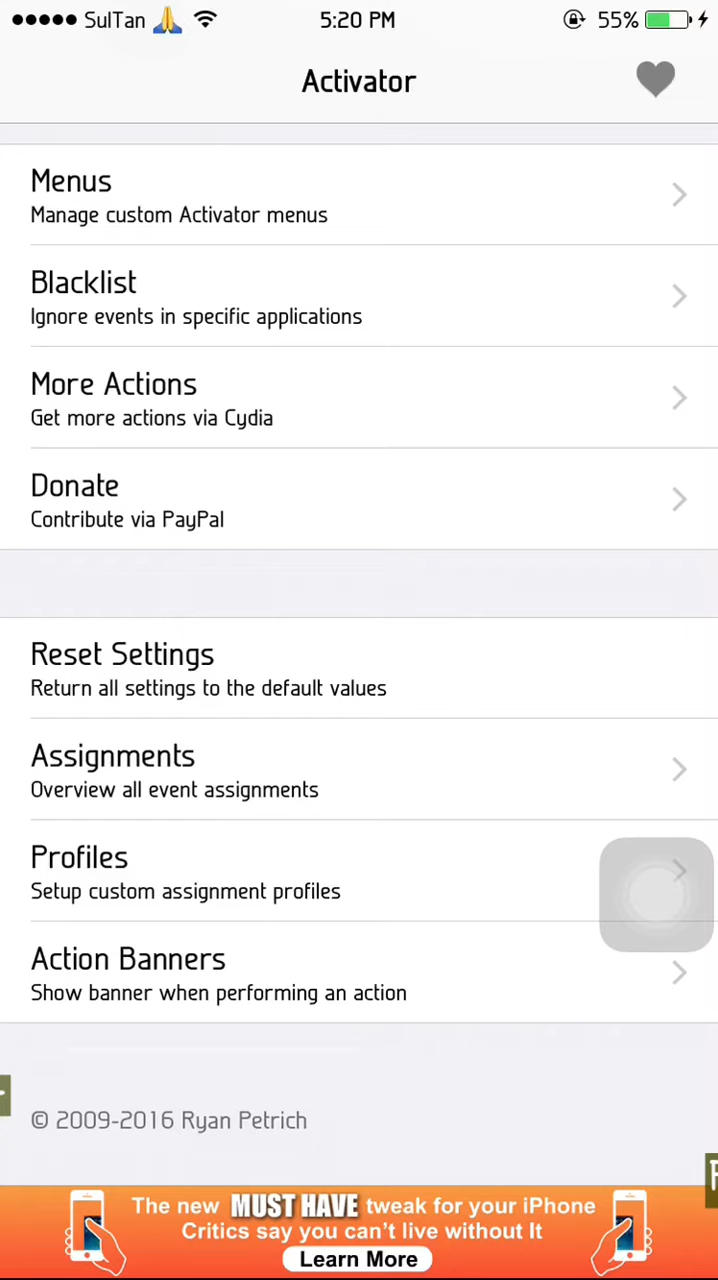 SulTan 🙏 5:20 PM 55%
Activator
Menus
Manage custom Activator menus
Blacklist
Ignore events in specific applications
More Actions
Get more actions via Cydia
Donate
Contribute via PayPal
Reset Settings
Return all settings to the default values
Assignments
Overview all event assignments
Profiles
Setup custom assignment profiles
Action Banners
Show banner when performing an action
© 2009-2016 Ryan Petrich
The new MUST HAVE tweak for your iPhone
Critics say you can't live without It
Learn More